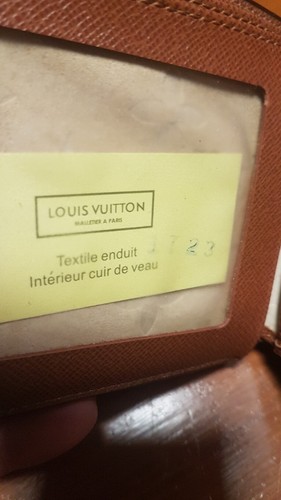 LOUIS VUITTON
MALLETIER A PARIS
Textile enduit
Intérieur cuir de veau